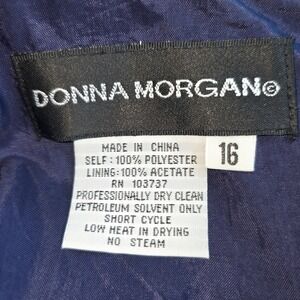 DONNA MORGAN©
16
MADE IN CHINA
SELF: 100% POLYESTER
LINING: 100% ACETATE
RN 103737
PROFESSIONALLY DRY CLEAN
PETROLEUM SOLVENT ONLY
SHORT CYCLE
LOW HEAT IN DRYING
NO STEAM